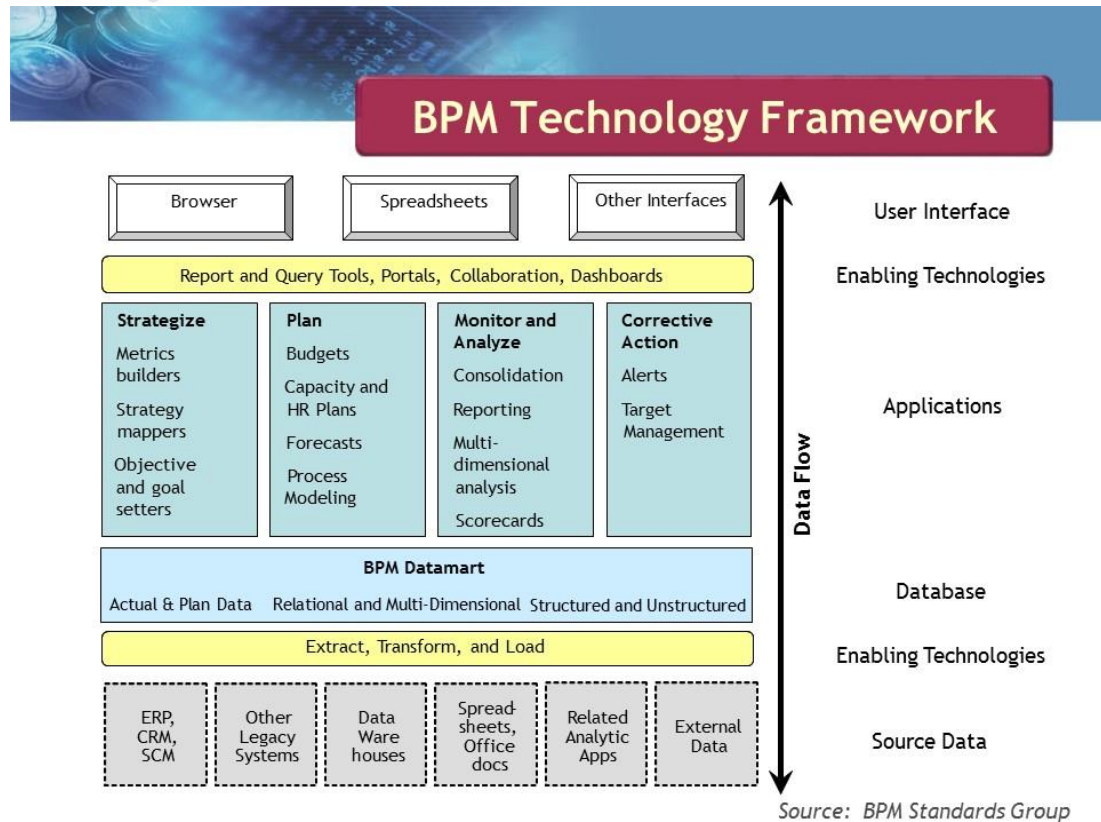 BPM Technology Framework
Browser
Spreadsheets
Other Interfaces
User Interface
Report and Query Tools, Portals, Collaboration, Dashboards
Enabling Technologies
Strategize
Metrics
builders
Strategy
mappers
Objective
and goal
setters
Plan
Budgets
Capacity and
HR Plans
Forecasts
Process
Modeling
Monitor and
Analyze
Consolidation
Reporting
Multi-
dimensional
analysis
Scorecards
Corrective
Action
Alerts
Target
Management
Applications
Data Flow
BPM Datamart
Actual & Plan Data
Relational and Multi-Dimensional
Structured and Unstructured
Database
Extract, Transform, and Load
Enabling Technologies
ERP,
CRM,
SCM
Other
Legacy
Systems
Data
Ware
houses
Spread-
sheets,
Office
docs
Related
Analytic
Apps
External
Data
Source Data
Source: BPM Standards Group